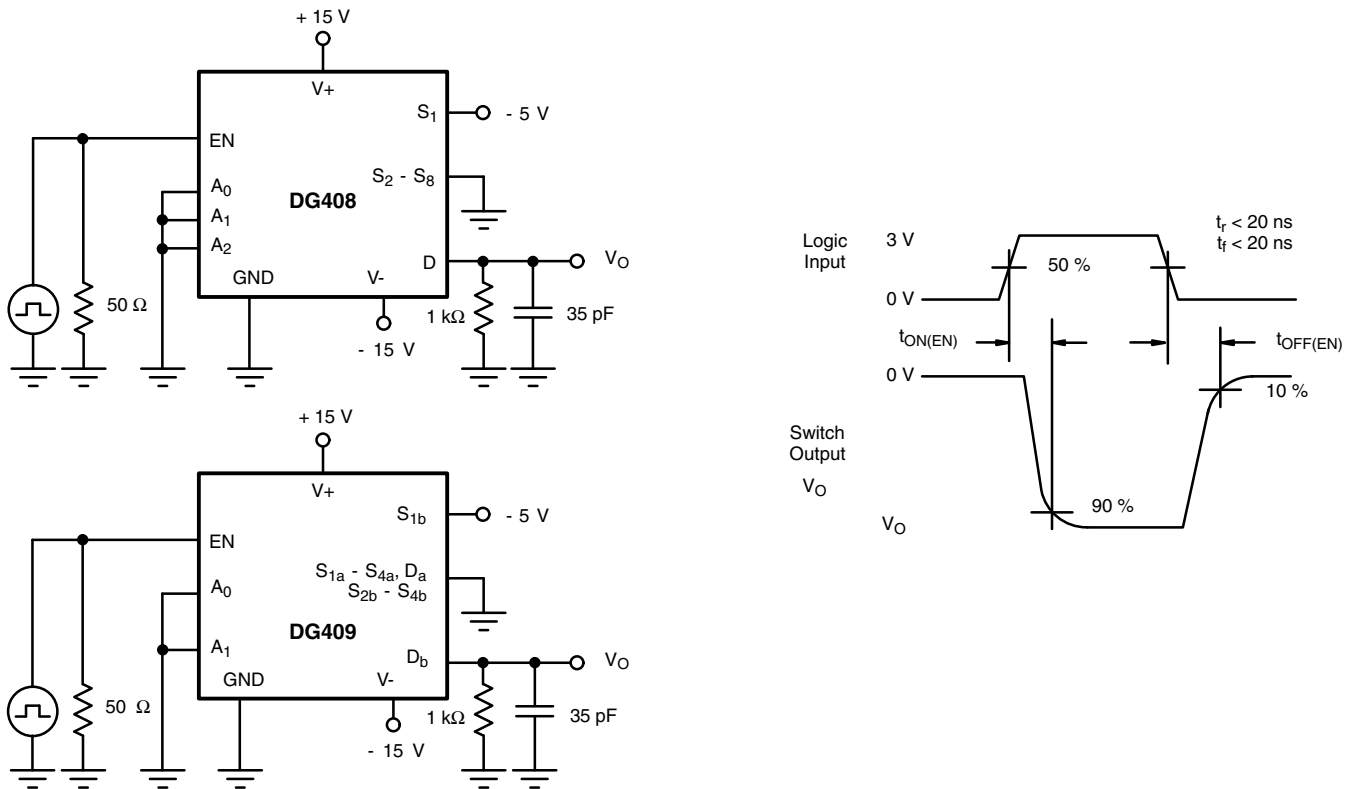 + 15 V
V+
S1
- 5 V
EN
S2 - S8
A0
DG408
A1
A2
D
VO
GND
V-
50 Ω
1 kΩ
35 pF
- 15 V
+ 15 V
V+
S1b
- 5 V
EN
S1a - S4a, Da
S2b - S4b
A0
DG409
A1
Db
VO
GND
V-
50 Ω
1 kΩ
35 pF
- 15 V
Logic
Input
3 V
50 %
tr < 20 ns
tf < 20 ns
0 V
tON(EN)
tOFF(EN)
0 V
10 %
Switch
Output
VO
90 %
VO